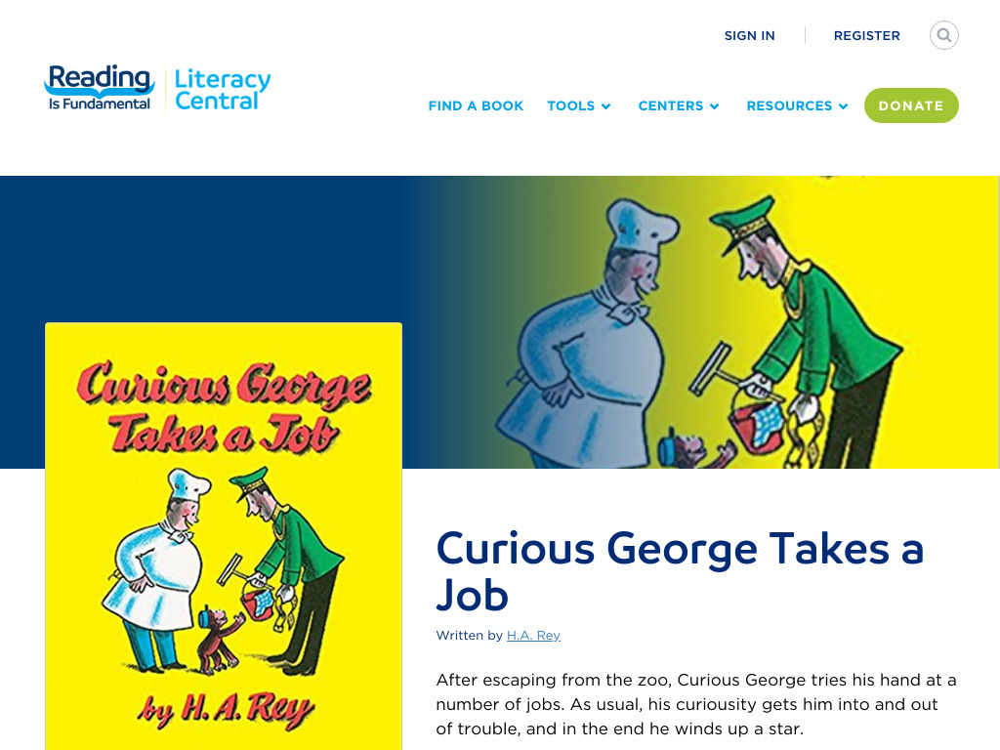 SIGN IN
REGISTER
Reading
Is Fundamental
Literacy
Central
FIND A BOOK
TOOLS
CENTERS
RESOURCES
DONATE
Curious George
Takes a Job
by H. A. Rey
Curious George Takes a
Job
Written by H.A. Rey
After escaping from the zoo, Curious George tries his hand at a
number of jobs. As usual, his curiousity gets him into and out
of trouble, and in the end he winds up a star.